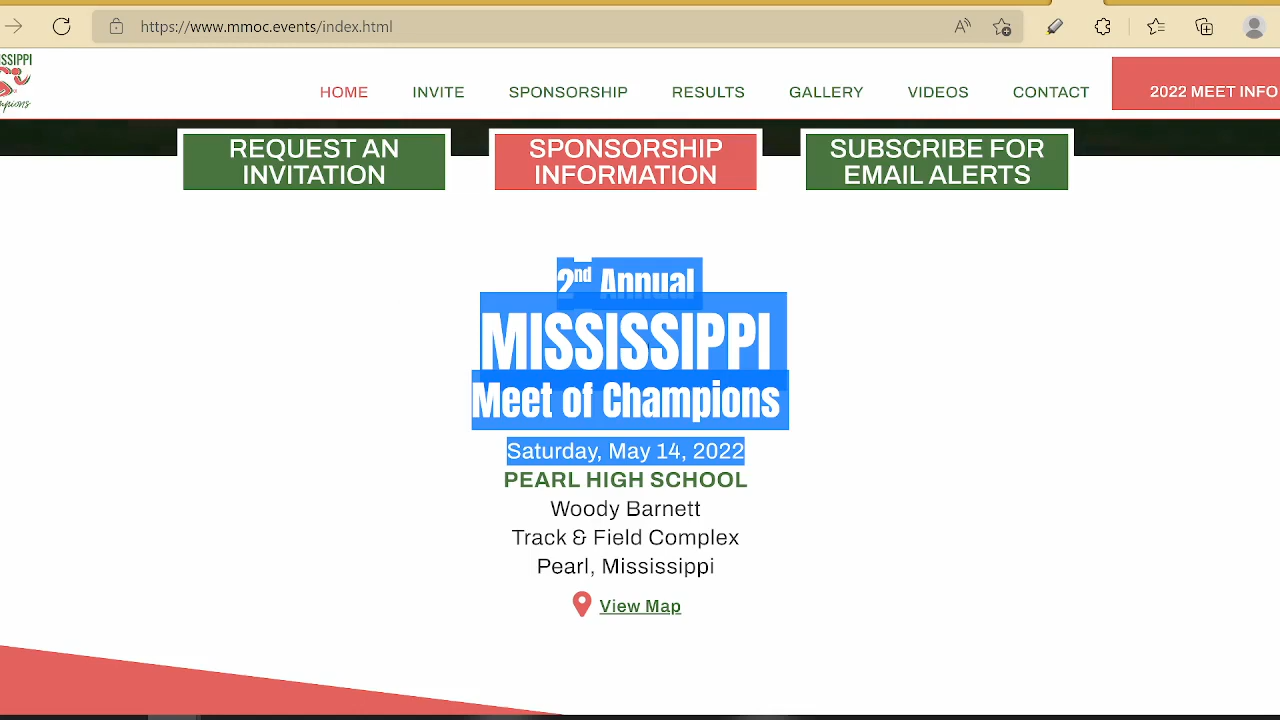 https://www.mmoc.events/index.html
HOME INVITE SPONSORSHIP RESULTS GALLERY VIDEOS CONTACT 2022 MEET INFO
REQUEST AN
INVITATION
SPONSORSHIP
INFORMATION
SUBSCRIBE FOR
EMAIL ALERTS
2nd Annual
MISSISSIPPI
Meet of Champions
Saturday, May 14, 2022
PEARL HIGH SCHOOL
Woody Barnett
Track & Field Complex
Pearl, Mississippi
View Map